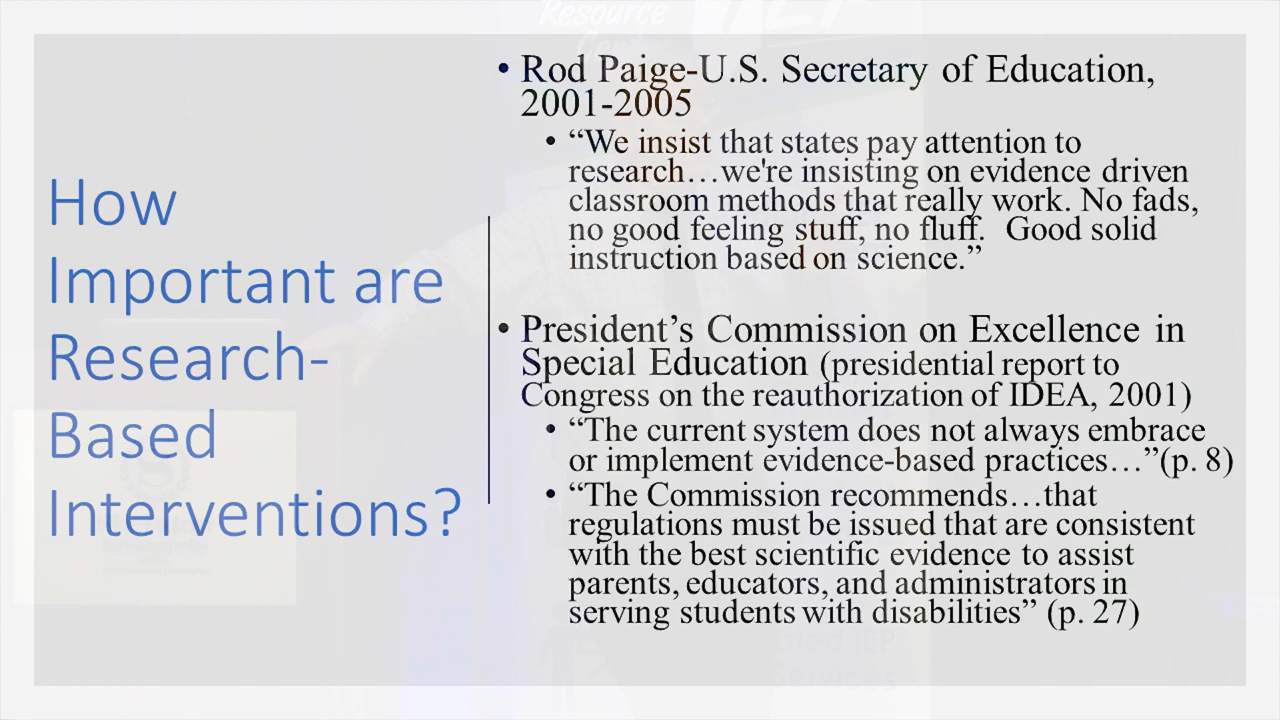 Resource
How
Important are
Research-
Based
Interventions?
• Rod Paige-U.S. Secretary of Education,
2001-2005
• “We insist that states pay attention to
research…we're insisting on evidence driven
classroom methods that really work. No fads,
no good feeling stuff, no fluff.  Good solid
instruction based on science.”
• President’s Commission on Excellence in
Special Education (presidential report to
Congress on the reauthorization of IDEA, 2001)
• “The current system does not always embrace
or implement evidence-based practices…”(p. 8)
• “The Commission recommends…that
regulations must be issued that are consistent
with the best scientific evidence to assist
parents, educators, and administrators in
serving students with disabilities” (p. 27)
IEP
Services